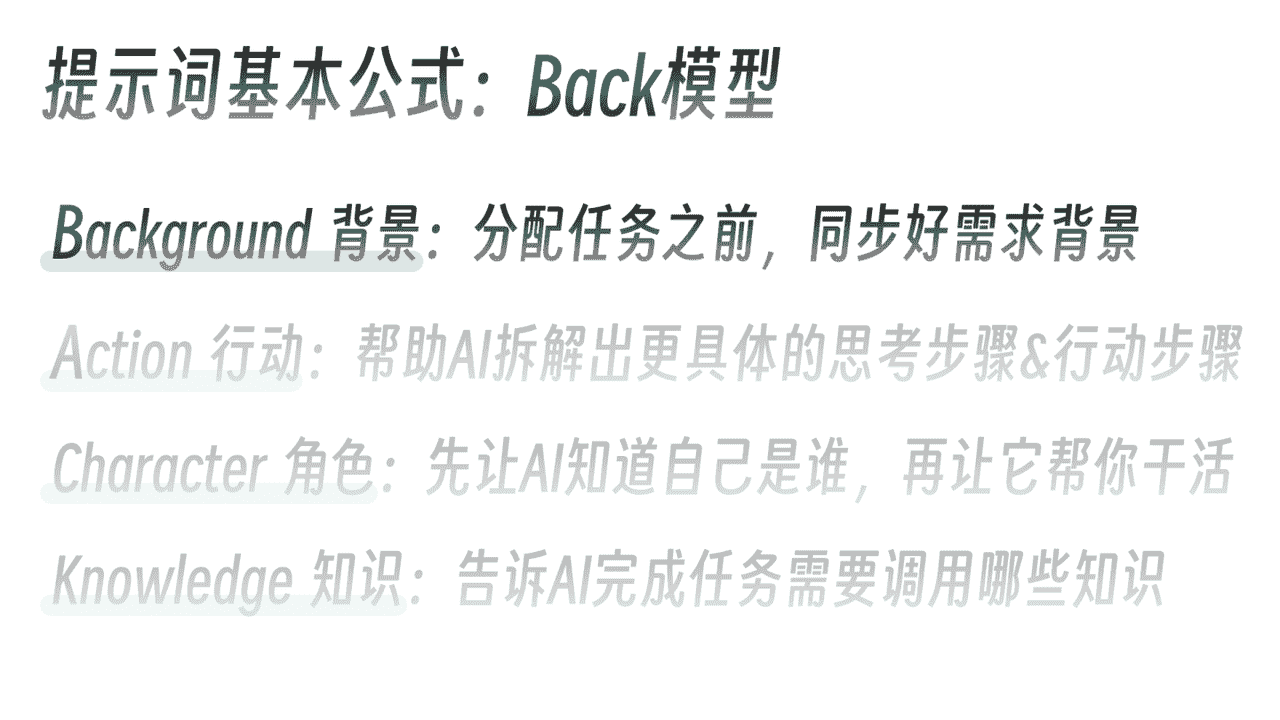 提示词基本公式：Back模型
Background 背景：分配任务之前，同步好需求背景
Action 行动：帮助AI拆解出更具体的思考步骤&行动步骤
Character 角色：先让AI知道自己是谁，再让它帮你干活
Knowledge 知识：告诉AI完成任务需要调用哪些知识